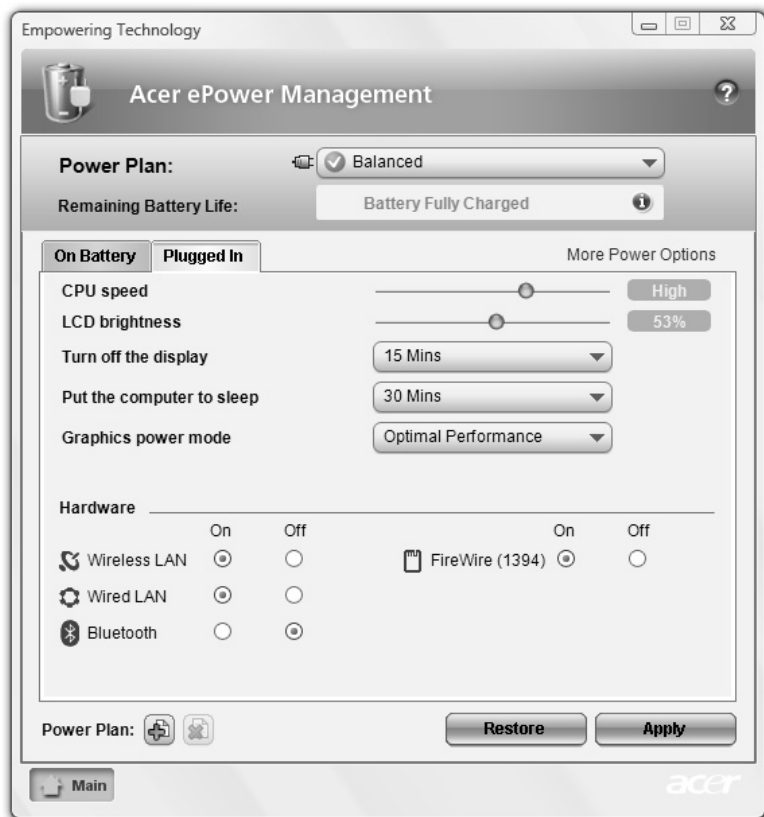 Empowering Technology
Acer ePower Management
Power Plan: Balanced
Remaining Battery Life: Battery Fully Charged
On Battery Plugged In More Power Options
CPU speed High
LCD brightness 53%
Turn off the display 15 Mins
Put the computer to sleep 30 Mins
Graphics power mode Optimal Performance
Hardware
On Off On Off
Wireless LAN FireWire (1394)
Wired LAN
Bluetooth
Power Plan: Restore Apply
Main acer